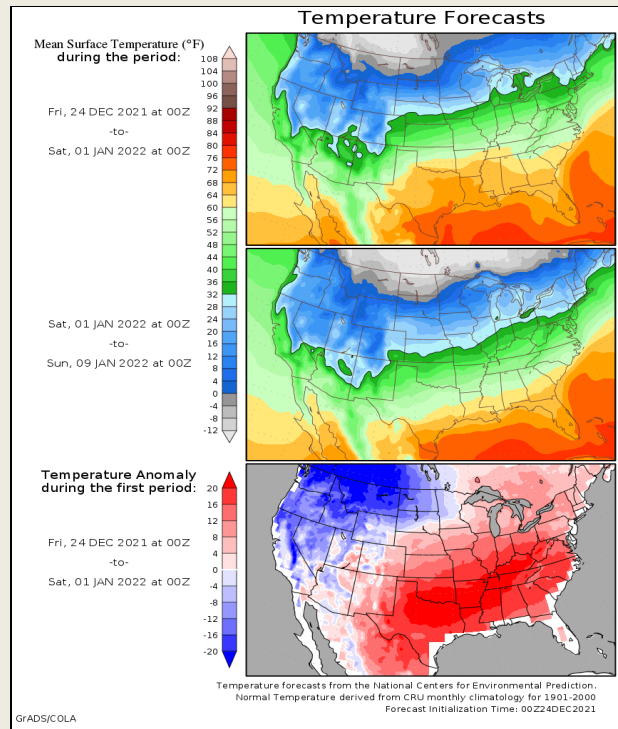 Temperature Forecasts
Mean Surface Temperature (°F)
during the period:
Fri, 24 DEC 2021 at 00Z
-to-
Sat, 01 JAN 2022 at 00Z
108
104
100
96
92
88
84
80
76
72
68
64
60
56
52
48
44
40
36
32
28
24
20
16
12
8
4
0
-4
-8
-12
Sat, 01 JAN 2022 at 00Z
-to-
Sun, 09 JAN 2022 at 00Z
Temperature Anomaly
during the first period:
Fri, 24 DEC 2021 at 00Z
-to-
Sat, 01 JAN 2022 at 00Z
20
16
12
8
4
0
-4
-8
-12
-16
-20
Temperature forecasts from the National Centers for Environmental Prediction.
Normal Temperature derived from CRU monthly climatology for 1901-2000
Forecast Initialization Time: 00Z24DEC2021
GrADS/COLA